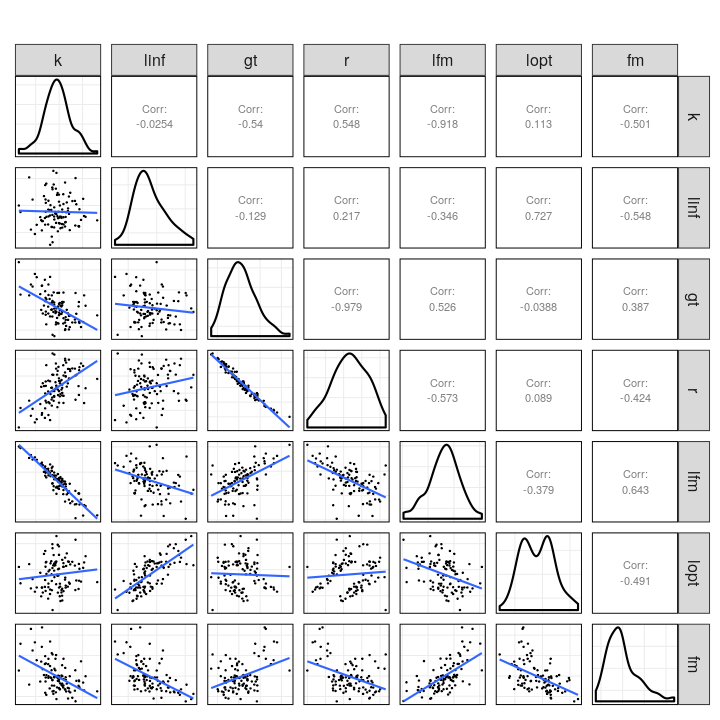 k linf gt r lfm lopt fm
Corr: Corr: Corr: Corr: Corr: Corr:
-0.0254 -0.54 0.548 -0.918 0.113 -0.501
k
Corr: Corr: Corr: Corr: Corr:
-0.129 0.217 -0.346 0.727 -0.548
linf
Corr: Corr: Corr: Corr:
-0.979 0.526 -0.0388 0.387
gt
Corr: Corr: Corr:
-0.573 0.089 -0.424
r
Corr: Corr:
-0.379 0.643
lfm
Corr:
-0.491
lopt
fm